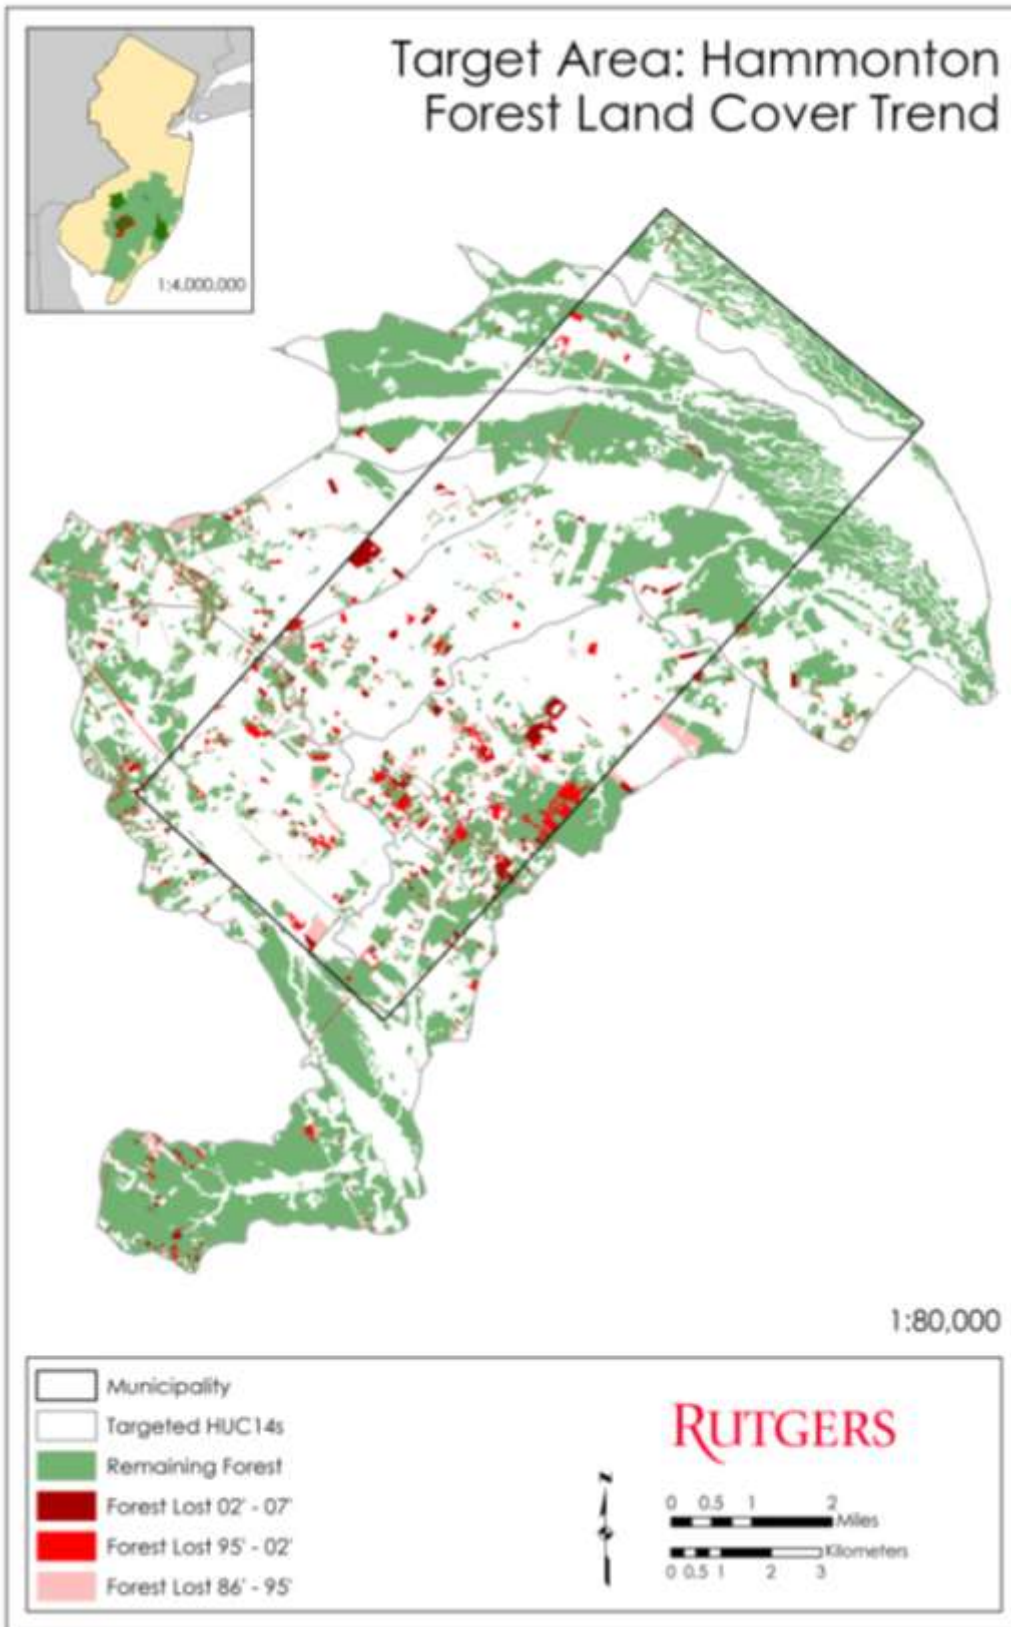 Target Area: Hammonton
Forest Land Cover Trend
1:4,000,000
1:80,000
Municipality
Targeted HUC14s
Remaining Forest
Forest Lost 02' - 07'
Forest Lost 95' - 02'
Forest Lost 86' - 95'
RUTGERS
N
0 0.5 1 2
Miles
Kilometers
0 0.5 1 2 3